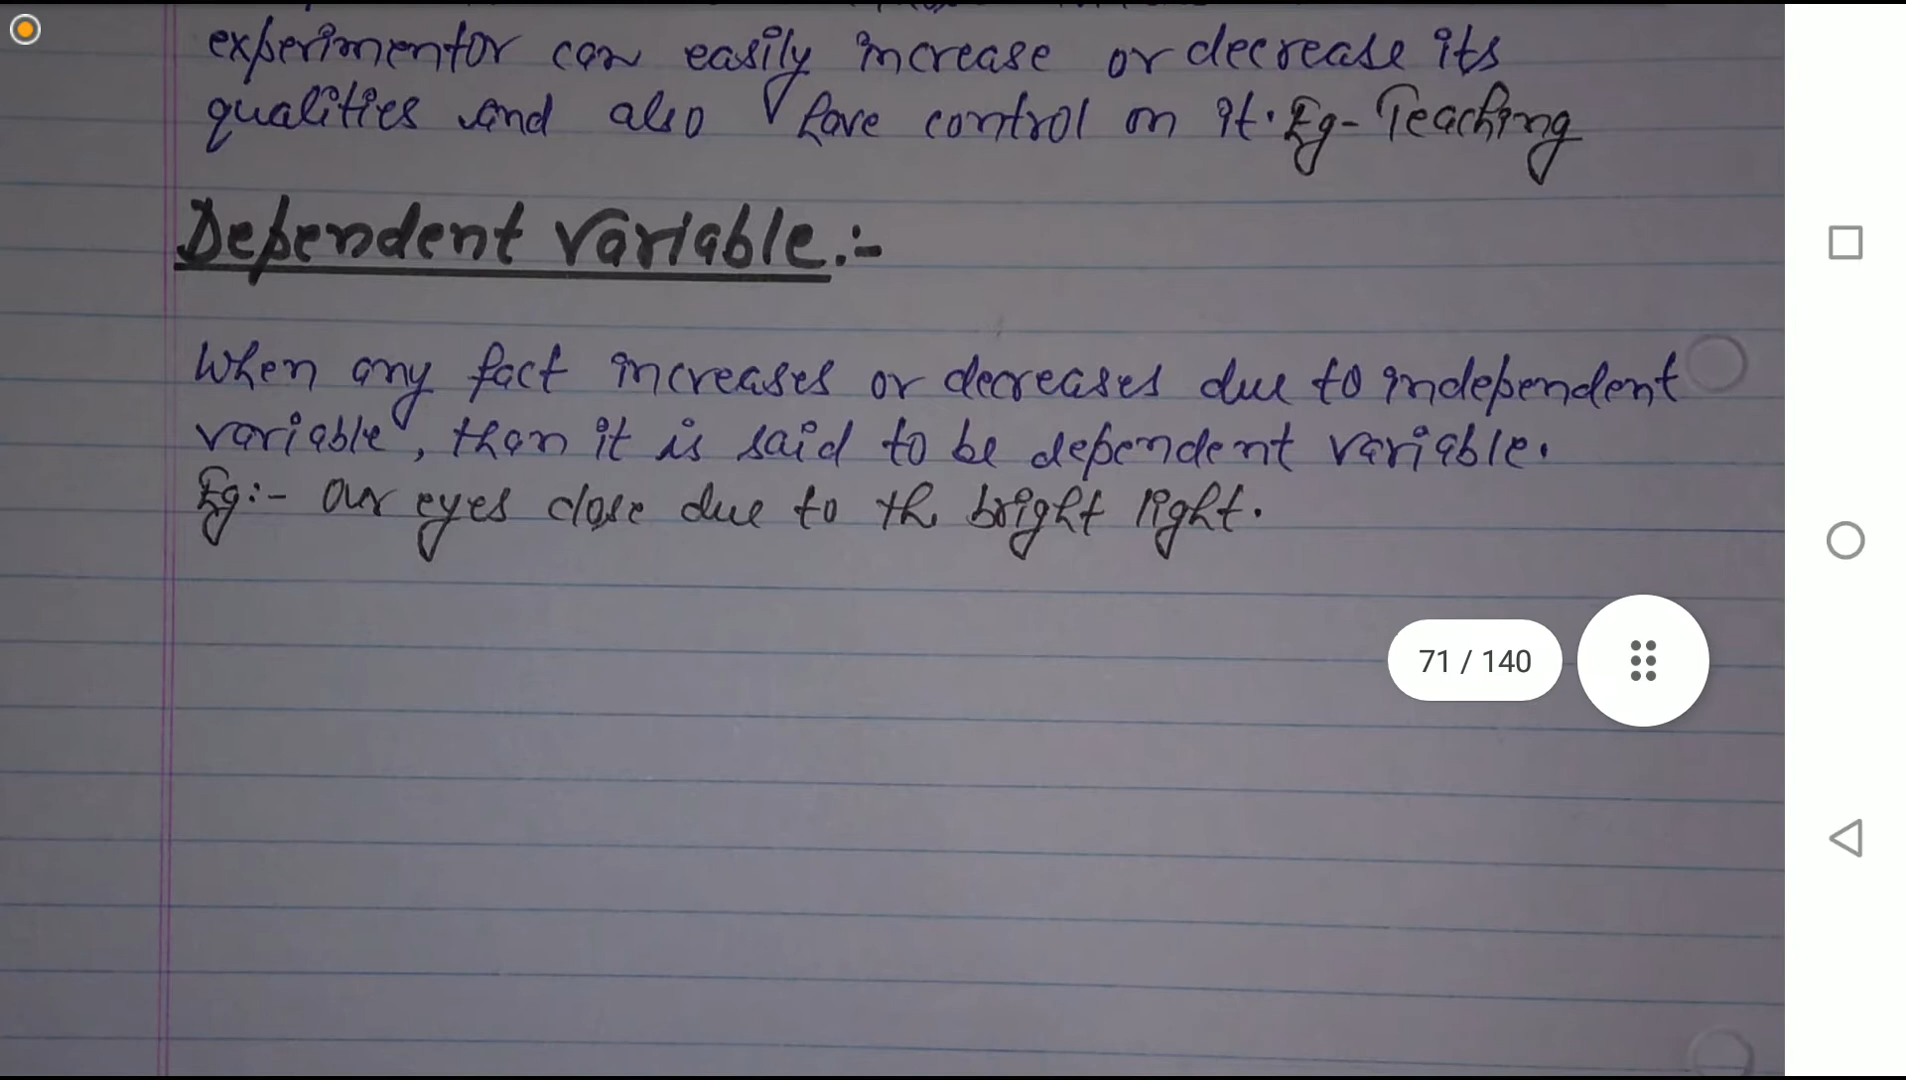 experimentor can easily increase or decrease its
qualities and also have control on it. Eg- Teaching
Dependent Variable:-
When any fact increases or decreases due to independent
variable, than it is said to be dependent variable.
Eg:- Our eyes close due to the bright light.
71 / 140